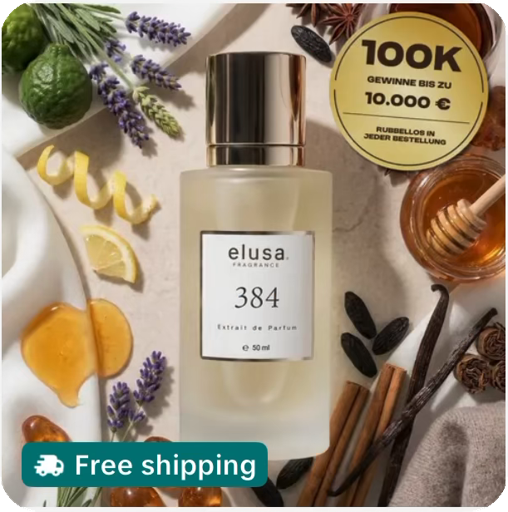 100K
GEWINNE BIS ZU
10.000 €
RUBBELLOS IN
JEDER BESTELLUNG
elusa.
FRAGRANCE
384
Extrait de Parfum
℮ 50 ml
Free shipping